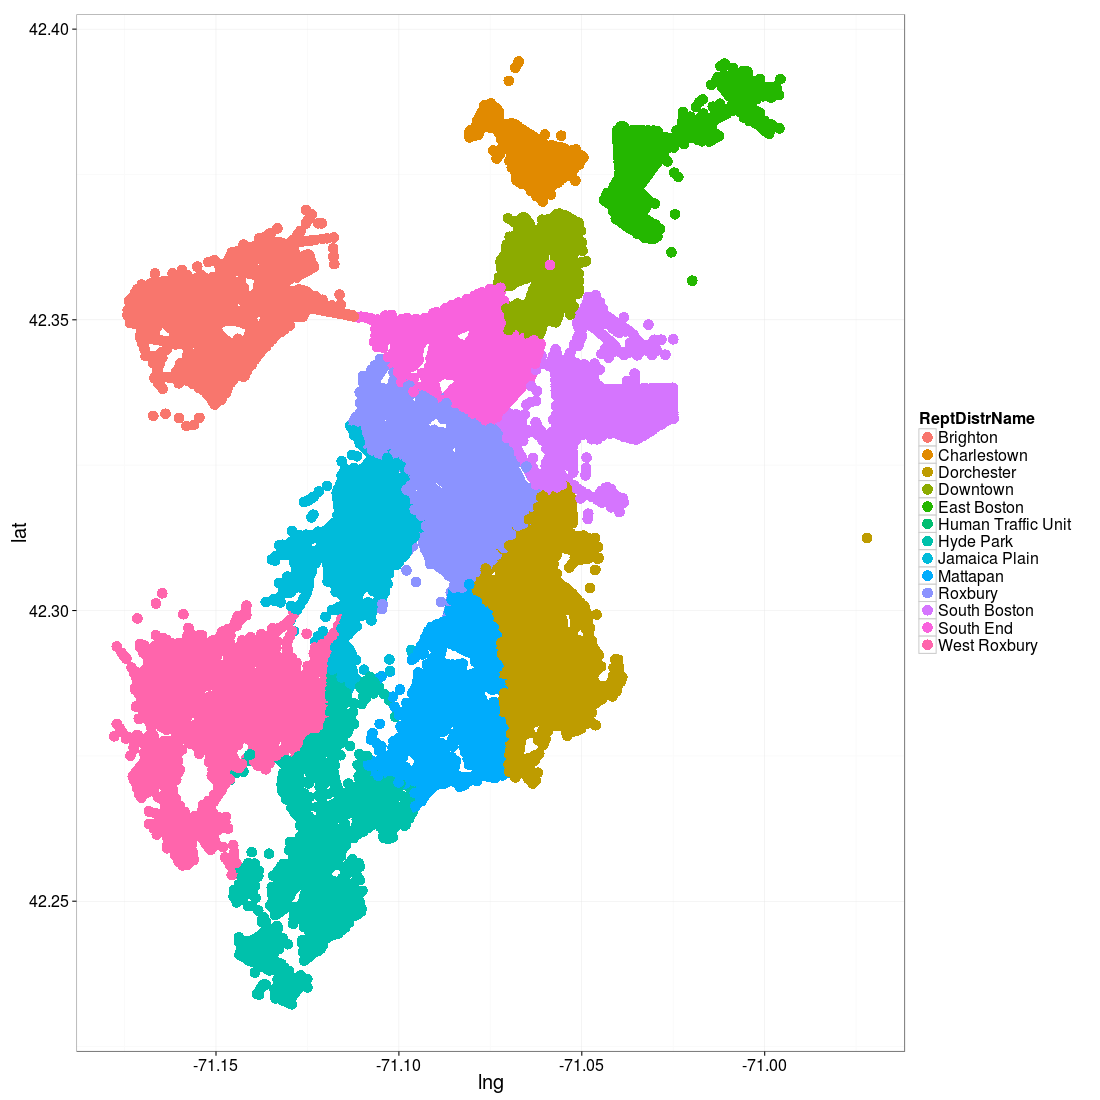 42.40
42.35
42.30
42.25
lat
-71.15
-71.10
-71.05
-71.00
lng
ReptDistrName
Brighton
Charlestown
Dorchester
Downtown
East Boston
Human Traffic Unit
Hyde Park
Jamaica Plain
Mattapan
Roxbury
South Boston
South End
West Roxbury